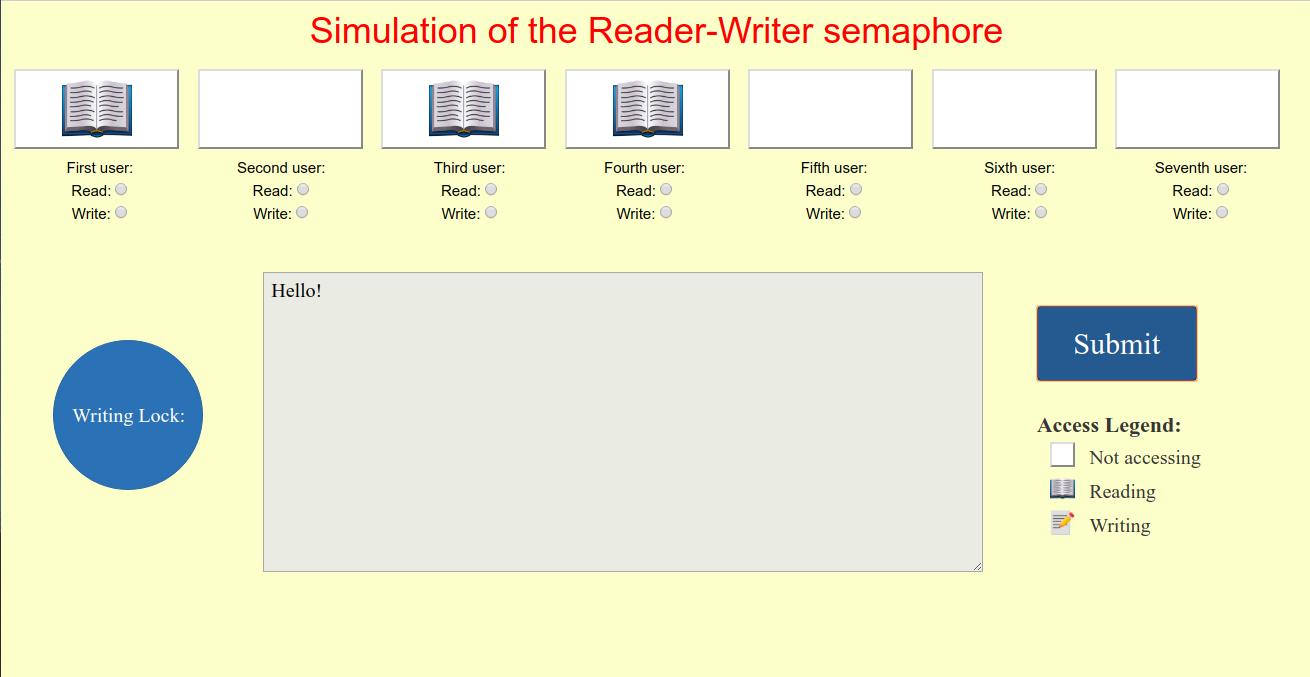 Simulation of the Reader-Writer semaphore
First user:
Read:
Write:
Second user:
Read:
Write:
Third user:
Read:
Write:
Fourth user:
Read:
Write:
Fifth user:
Read:
Write:
Sixth user:
Read:
Write:
Seventh user:
Read:
Write:
Writing Lock:
Hello!
Submit
Access Legend:
Not accessing
Reading
Writing